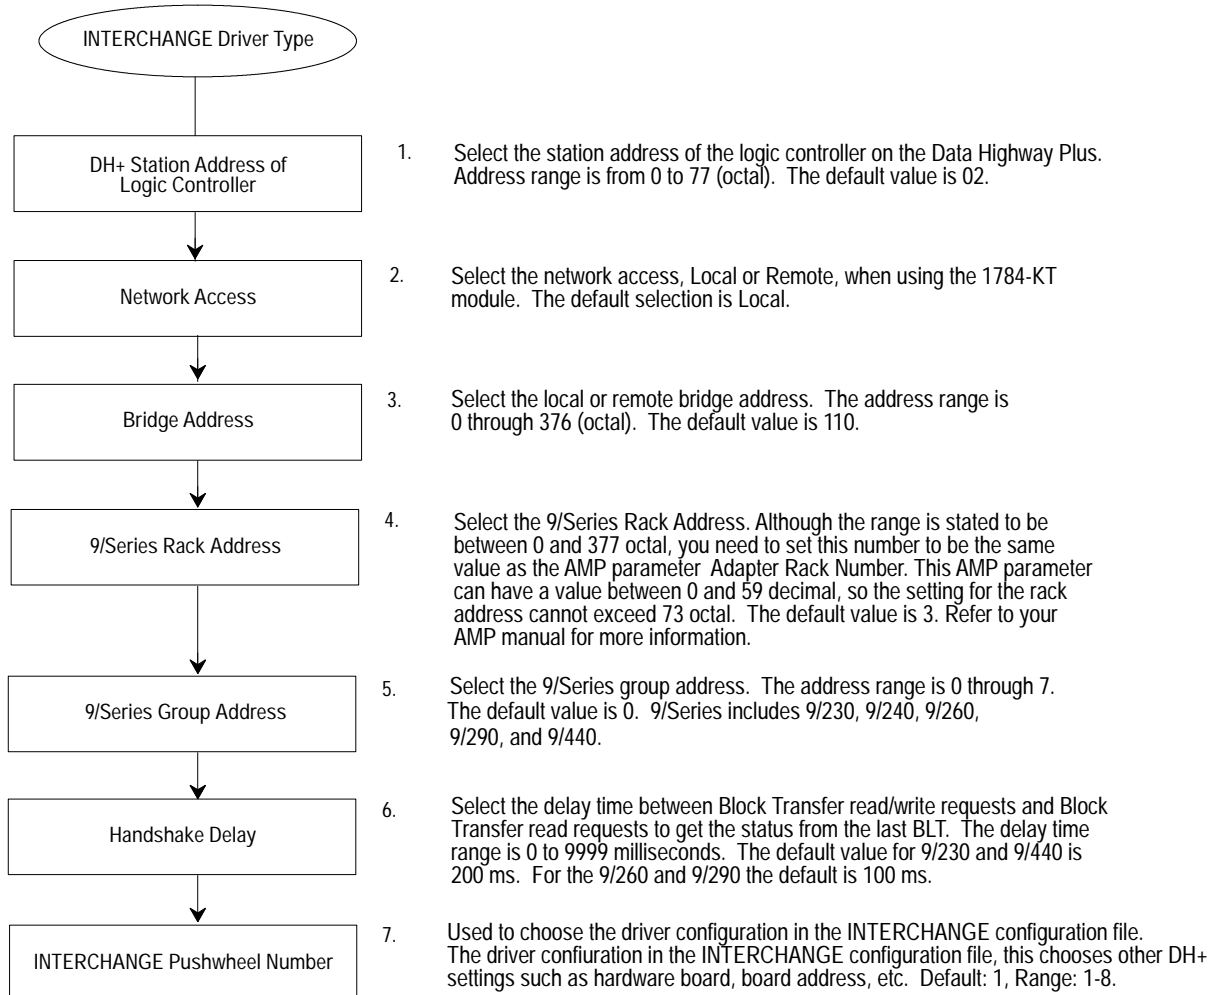 INTERCHANGE Driver Type
DH+ Station Address of
Logic Controller
1.
Select the station address of the logic controller on the Data Highway Plus.
Address range is from 0 to 77 (octal). The default value is 02.
Network Access
2.
Select the network access, Local or Remote, when using the 1784-KT
module. The default selection is Local.
Bridge Address
3.
Select the local or remote bridge address. The address range is
0 through 376 (octal). The default value is 110.
9/Series Rack Address
4.
Select the 9/Series Rack Address. Although the range is stated to be
between 0 and 377 octal, you need to set this number to be the same
value as the AMP parameter Adapter Rack Number. This AMP parameter
can have a value between 0 and 59 decimal, so the setting for the rack
address cannot exceed 73 octal. The default value is 3. Refer to your
AMP manual for more information.
9/Series Group Address
5.
Select the 9/Series group address. The address range is 0 through 7.
The default value is 0. 9/Series includes 9/230, 9/240, 9/260,
9/290, and 9/440.
Handshake Delay
6.
Select the delay time between Block Transfer read/write requests and Block
Transfer read requests to get the status from the last BLT. The delay time
range is 0 to 9999 milliseconds. The default value for 9/230 and 9/440 is
200 ms. For the 9/260 and 9/290 the default is 100 ms.
INTERCHANGE Pushwheel Number
7.
Used to choose the driver configuration in the INTERCHANGE configuration file.
The driver confiuration in the INTERCHANGE configuration file, this chooses other DH+
settings such as hardware board, board address, etc. Default: 1, Range: 1-8.